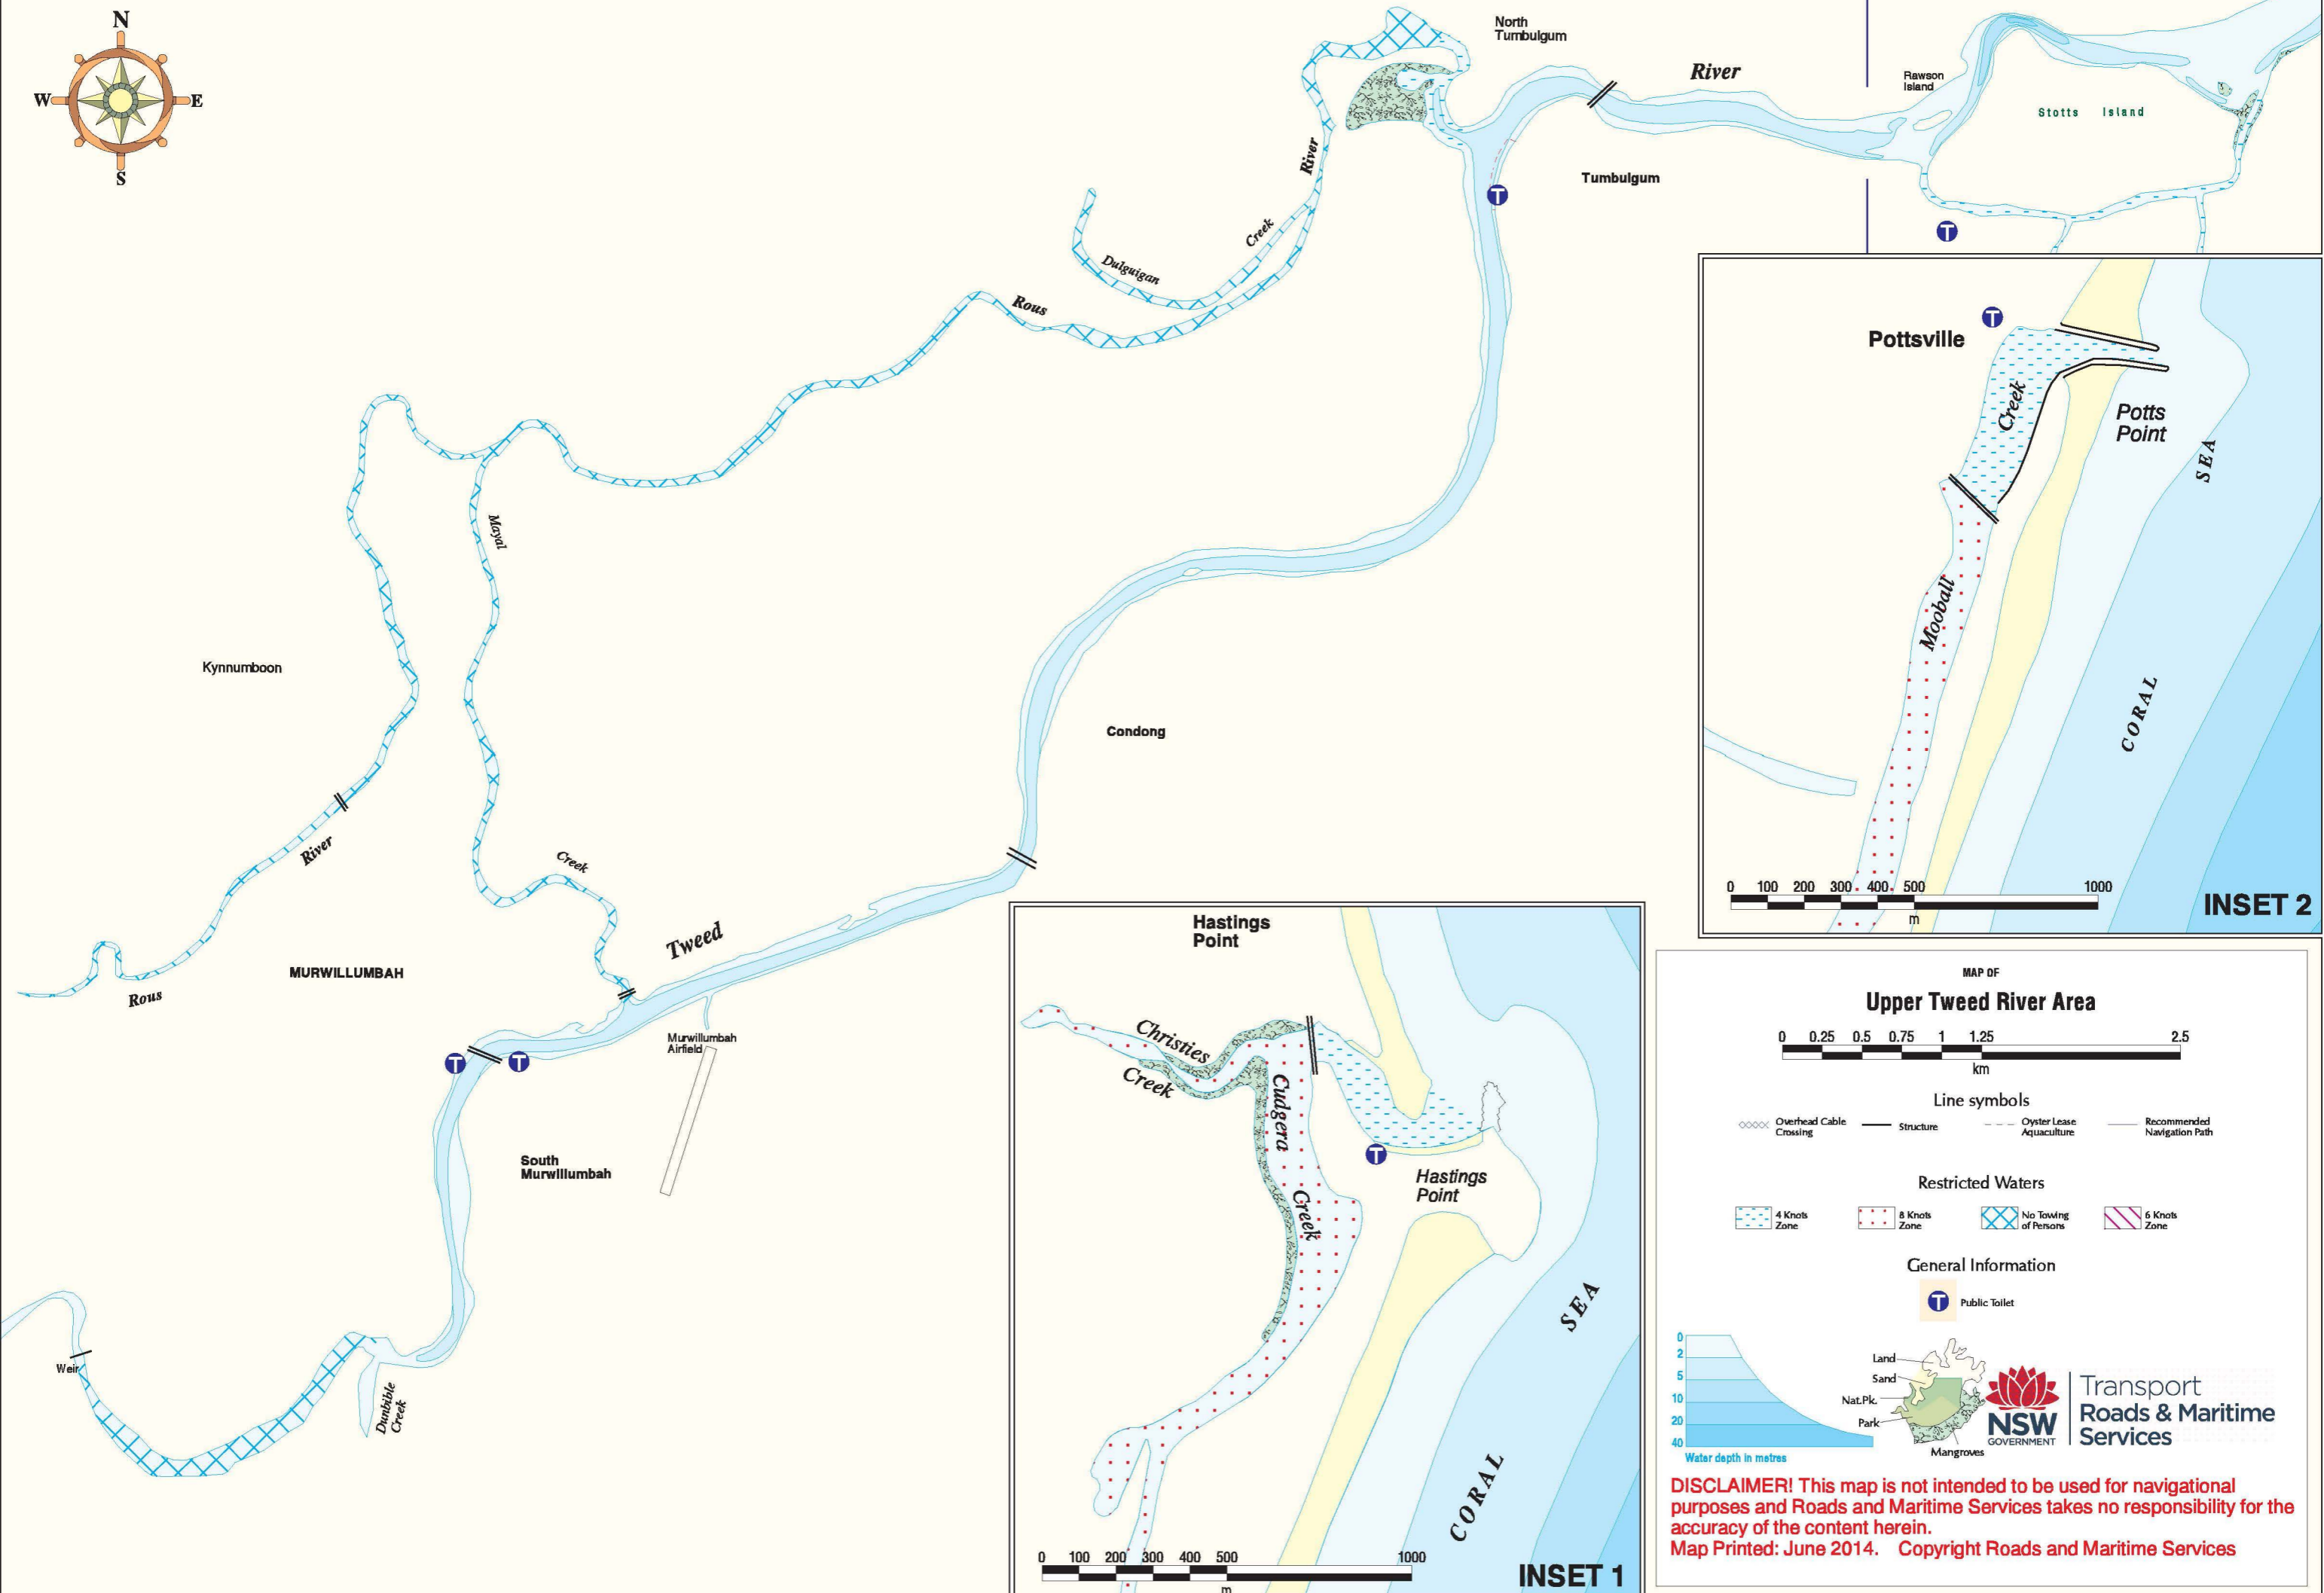 N
W
E
S
North
Tumbulgum
River
Rawson
Island
Stotts Island
River
Tumbulgum
T
T
Creek
Dulguigan
Rous
Mayal
Kynnumboon
Condong
River
Creek
Tweed
MURWILLUMBAH
Rous
Murwillumbah
Airfield
T
T
South
Murwillumbah
Weir
Dunbible
Creek
T
Pottsville
Creek
Potts
Point
SEA
Mooball
CORAL
0 100 200 300 400 500 1000
m
INSET 2
Hastings
Point
Christies
Creek
Cudgera
Creek
T
Hastings
Point
SEA
CORAL
0 100 200 300 400 500 1000
m
INSET 1
MAP OF
Upper Tweed River Area
0 0.25 0.5 0.75 1 1.25 2.5
km
Line symbols
Overhead Cable
Crossing
Structure
Oyster Lease
Aquaculture
Recommended
Navigation Path
Restricted Waters
4 Knots
Zone
8 Knots
Zone
No Towing
of Persons
6 Knots
Zone
General Information
T Public Toilet
0
2
5
10
20
40
Water depth in metres
Land
Sand
Nat.Pk.
Park
Mangroves
NSW
GOVERNMENT
Transport
Roads & Maritime
Services
DISCLAIMER! This map is not intended to be used for navigational
purposes and Roads and Maritime Services takes no responsibility for the
accuracy of the content herein.
Map Printed: June 2014. Copyright Roads and Maritime Services